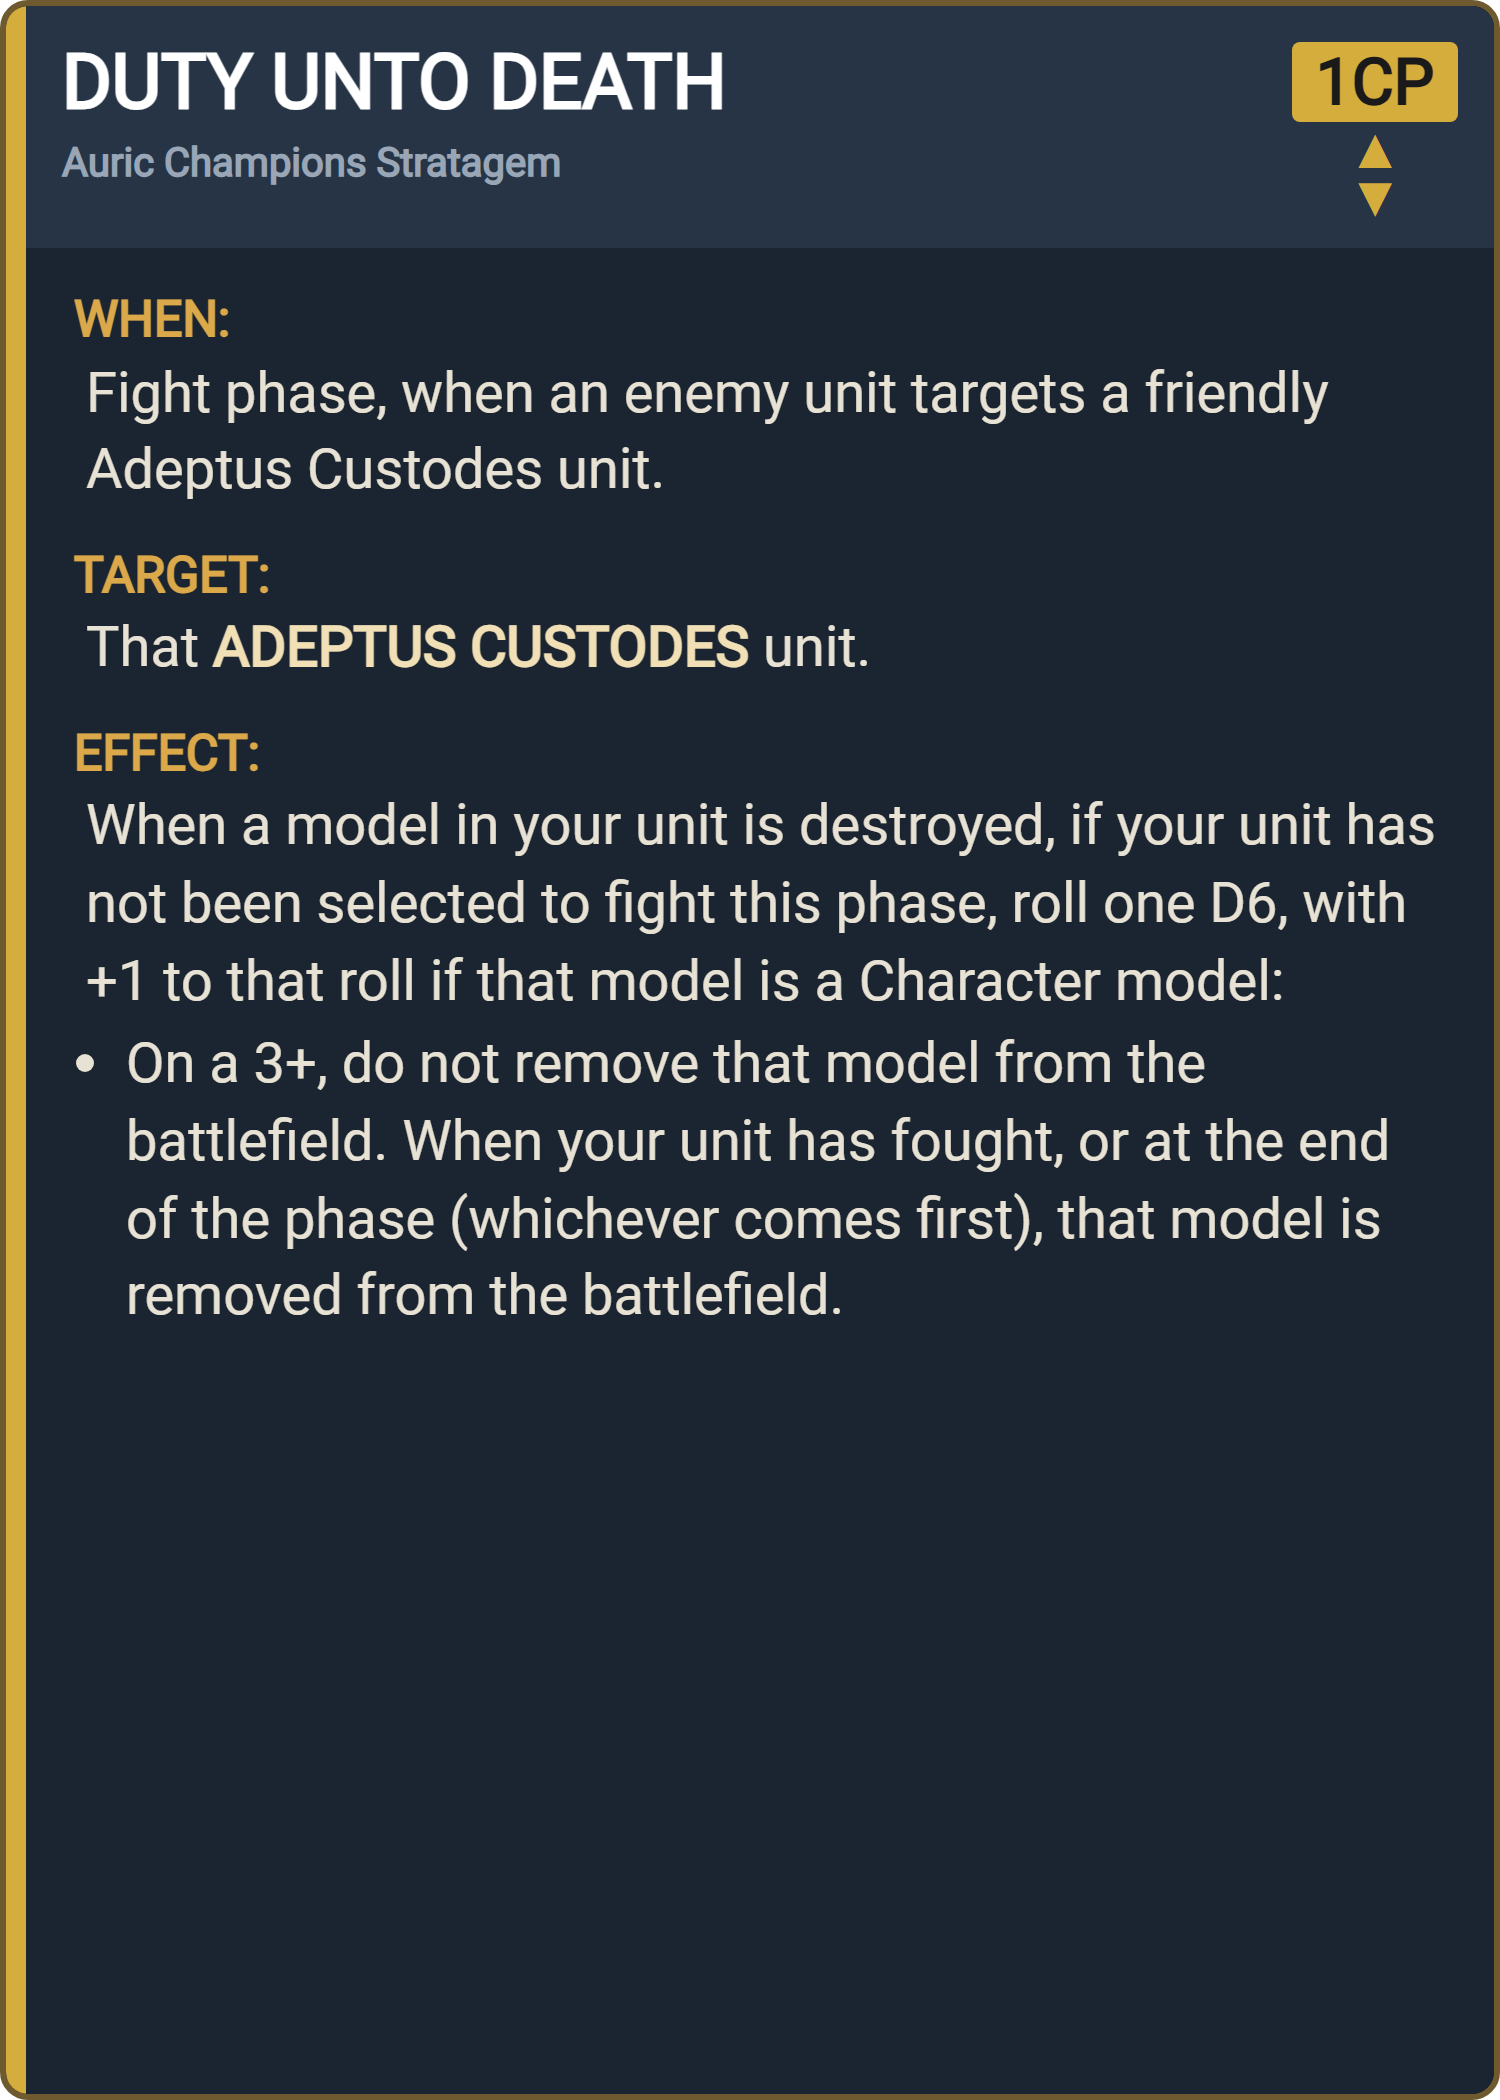 DUTY UNTO DEATH
1CP
Auric Champions Stratagem
WHEN:
Fight phase, when an enemy unit targets a friendly
Adeptus Custodes unit.
TARGET:
That ADEPTUS CUSTODES unit.
EFFECT:
When a model in your unit is destroyed, if your unit has
not been selected to fight this phase, roll one D6, with
+1 to that roll if that model is a Character model:
• On a 3+, do not remove that model from the
battlefield. When your unit has fought, or at the end
of the phase (whichever comes first), that model is
removed from the battlefield.